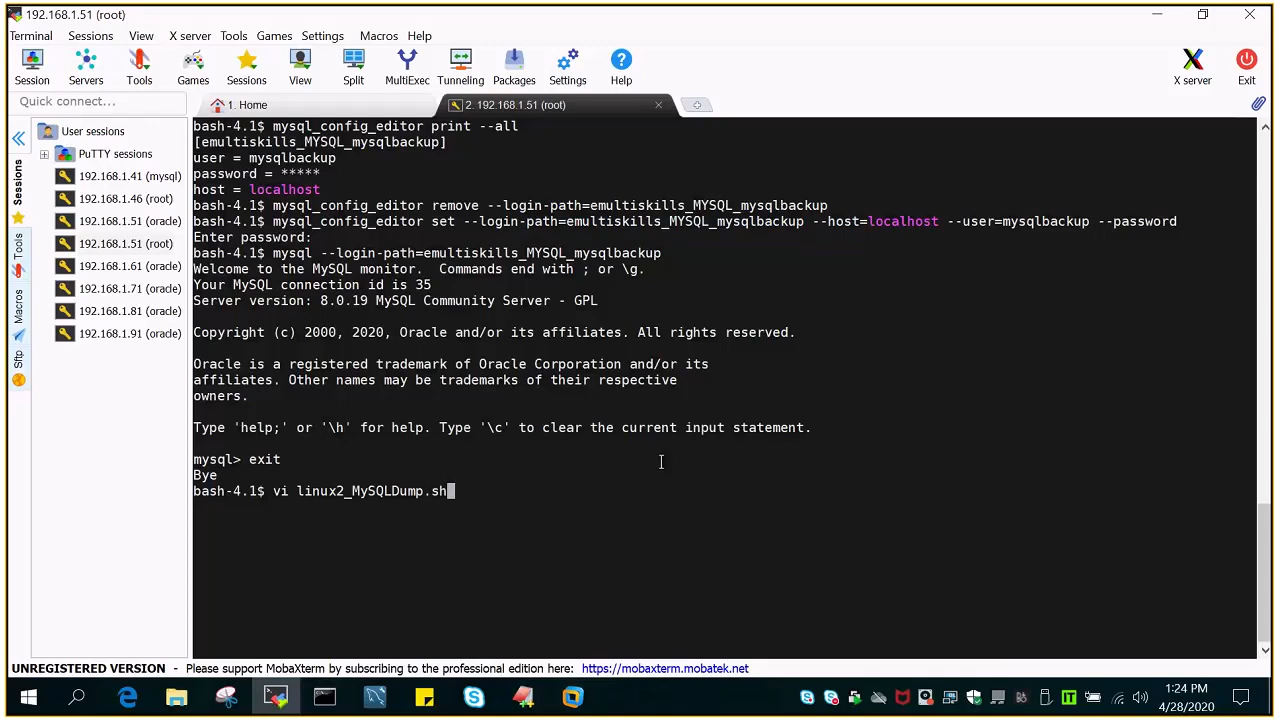 192.168.1.51 (root)
Terminal Sessions View X server Tools Games Settings Macros Help
Session Servers Tools Games Sessions View Split MultiExec Tunneling Packages Settings Help X server Exit
Quick connect...
1. Home
2. 192.168.1.51 (root)
Sessions
Tools
Macros
Sftp
User sessions
PuTTY sessions
192.168.1.41 (mysql)
192.168.1.46 (root)
192.168.1.51 (oracle)
192.168.1.51 (root)
192.168.1.61 (oracle)
192.168.1.71 (oracle)
192.168.1.81 (oracle)
192.168.1.91 (oracle)
bash-4.1$ mysql_config_editor print --all
[emultiskills_MYSQL_mysqlbackup]
user = mysqlbackup
password = *****
host = localhost
bash-4.1$ mysql_config_editor remove --login-path=emultiskills_MYSQL_mysqlbackup
bash-4.1$ mysql_config_editor set --login-path=emultiskills_MYSQL_mysqlbackup --host=localhost --user=mysqlbackup --password
Enter password:
bash-4.1$ mysql --login-path=emultiskills_MYSQL_mysqlbackup
Welcome to the MySQL monitor.  Commands end with ; or \g.
Your MySQL connection id is 35
Server version: 8.0.19 MySQL Community Server - GPL
Copyright (c) 2000, 2020, Oracle and/or its affiliates. All rights reserved.
Oracle is a registered trademark of Oracle Corporation and/or its
affiliates. Other names may be trademarks of their respective
owners.
Type 'help;' or '\h' for help. Type '\c' to clear the current input statement.
mysql> exit
Bye
bash-4.1$ vi linux2_MySQLDump.sh
UNREGISTERED VERSION - Please support MobaXterm by subscribing to the professional edition here: https://mobaxterm.mobatek.net
1:24 PM
4/28/2020